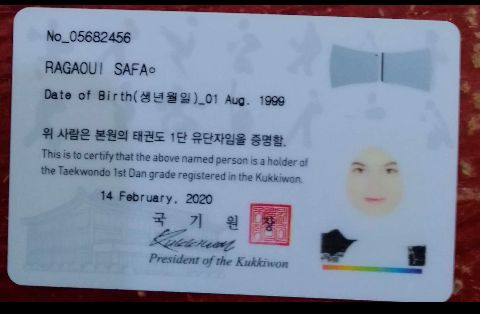 No_05682456
RAGAOUI SAFA
Date of Birth(생년월일)_01 Aug. 1999
위 사람은 본원의 태권도 1단 유단자임을 증명함.
This is to certify that the above named person is a holder of
the Taekwondo 1st Dan grade registered in the Kukkiwon.
14 February, 2020
국 기 원 장
Kukkiwon
President of the Kukkiwon